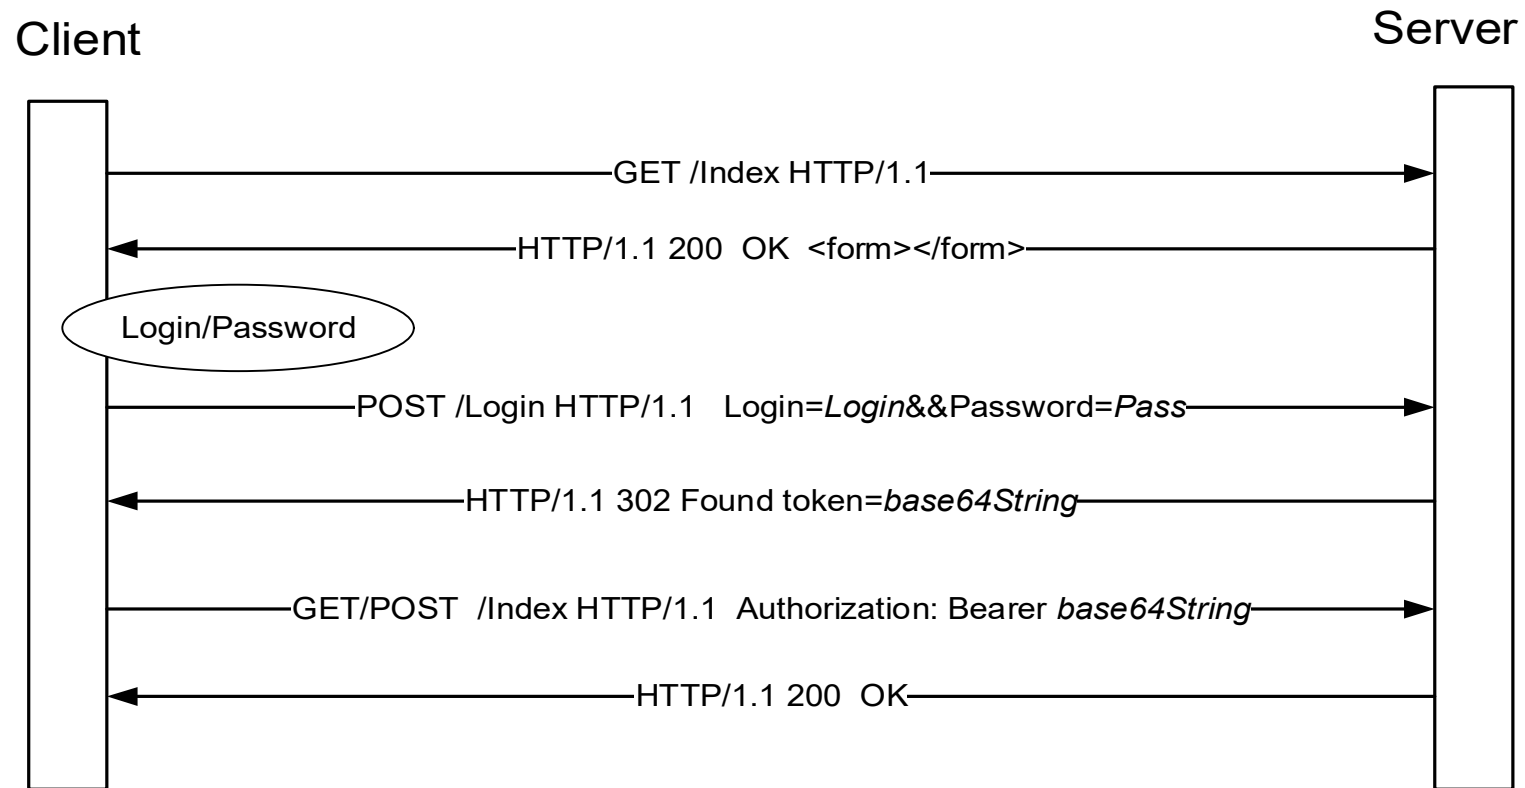 Client
Server
GET /Index HTTP/1.1
HTTP/1.1 200  OK  <form></form>
Login/Password
POST /Login HTTP/1.1   Login=Login&&Password=Pass
HTTP/1.1 302 Found token=base64String
GET/POST  /Index HTTP/1.1  Authorization: Bearer base64String
HTTP/1.1 200  OK